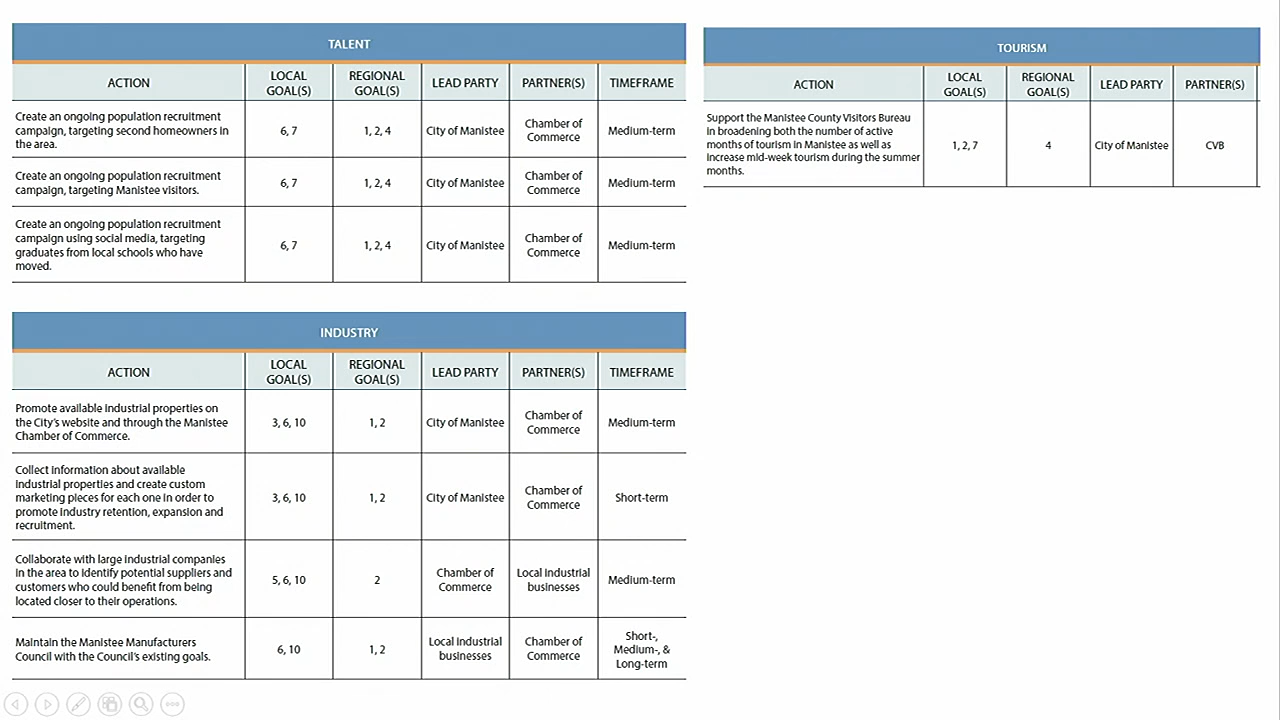 TALENT
ACTION
LOCAL
GOAL(S)
REGIONAL
GOAL(S)
LEAD PARTY
PARTNER(S)
TIMEFRAME
Create an ongoing population recruitment
campaign, targeting second homeowners in
the area.
6, 7
1, 2, 4
City of Manistee
Chamber of
Commerce
Medium-term
Create an ongoing population recruitment
campaign, targeting Manistee visitors.
6, 7
1, 2, 4
City of Manistee
Chamber of
Commerce
Medium-term
Create an ongoing population recruitment
campaign using social media, targeting
graduates from local schools who have
moved.
6, 7
1, 2, 4
City of Manistee
Chamber of
Commerce
Medium-term
INDUSTRY
ACTION
LOCAL
GOAL(S)
REGIONAL
GOAL(S)
LEAD PARTY
PARTNER(S)
TIMEFRAME
Promote available industrial properties on
the City's website and through the Manistee
Chamber of Commerce.
3, 6, 10
1, 2
City of Manistee
Chamber of
Commerce
Medium-term
Collect information about available
industrial properties and create custom
marketing pieces for each one in order to
promote industry retention, expansion and
recruitment.
3, 6, 10
1, 2
City of Manistee
Chamber of
Commerce
Short-term
Collaborate with large industrial companies
in the area to identify potential suppliers and
customers who could benefit from being
located closer to their operations.
5, 6, 10
2
Chamber of
Commerce
Local industrial
businesses
Medium-term
Maintain the Manistee Manufacturers
Council with the Council's existing goals.
6, 10
1, 2
Local industrial
businesses
Chamber of
Commerce
Short-,
Medium-, &
Long-term
TOURISM
ACTION
LOCAL
GOAL(S)
REGIONAL
GOAL(S)
LEAD PARTY
PARTNER(S)
Support the Manistee County Visitors Bureau
in broadening both the number of active
months of tourism in Manistee as well as
increase mid-week tourism during the summer
months.
1, 2, 7
4
City of Manistee
CVB